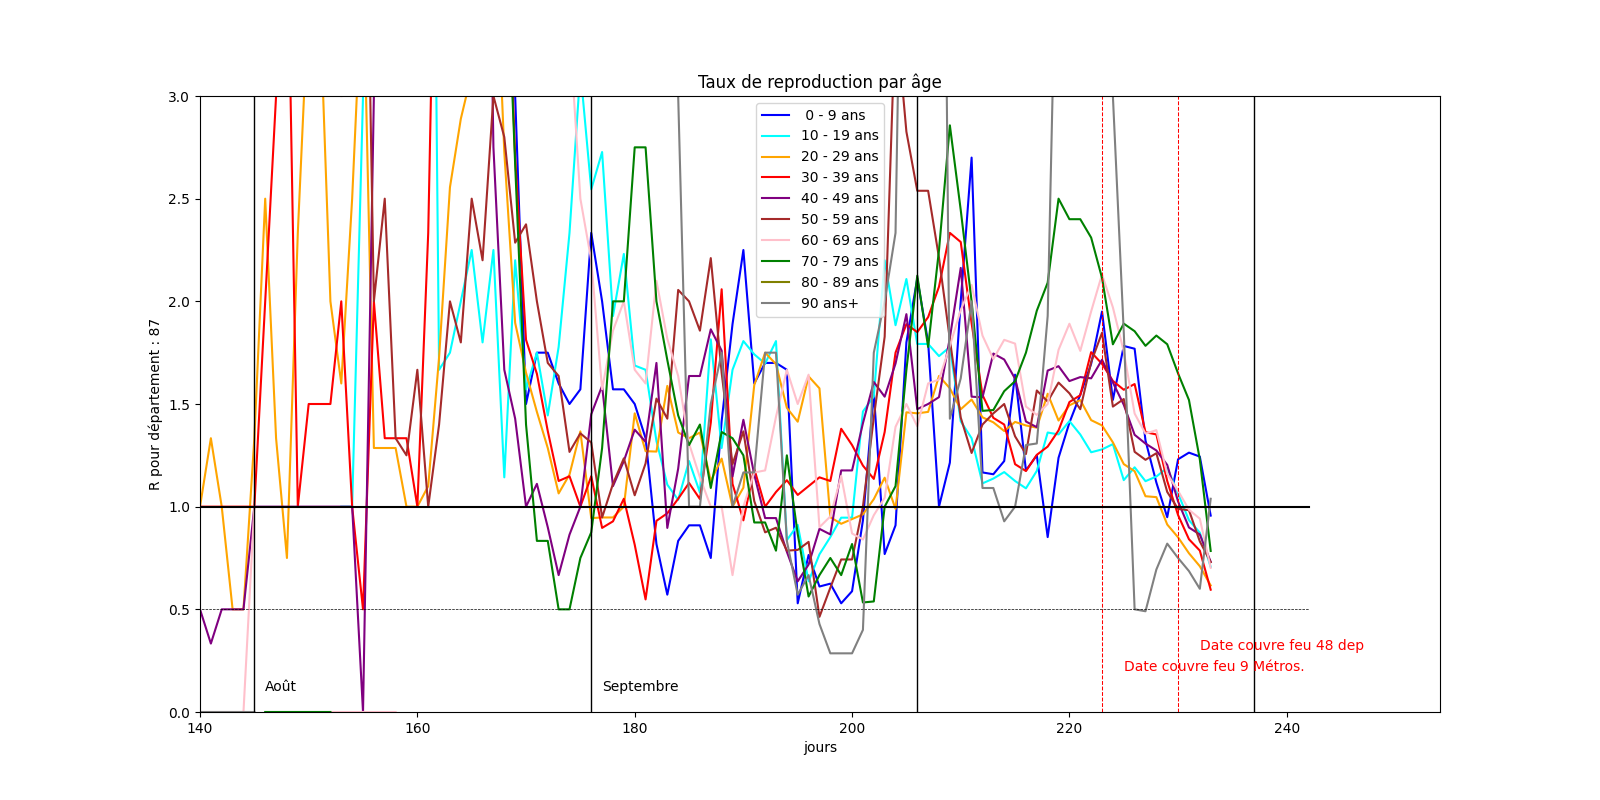 Taux de reproduction par âge
R pour département : 87
3.0
2.5
2.0
1.5
1.0
0.5
0.0
0 - 9 ans
10 - 19 ans
20 - 29 ans
30 - 39 ans
40 - 49 ans
50 - 59 ans
60 - 69 ans
70 - 79 ans
80 - 89 ans
90 ans+
Date couvre feu 48 dep
Date couvre feu 9 Métros.
Août
Septembre
140
160
180
200
220
240
jours